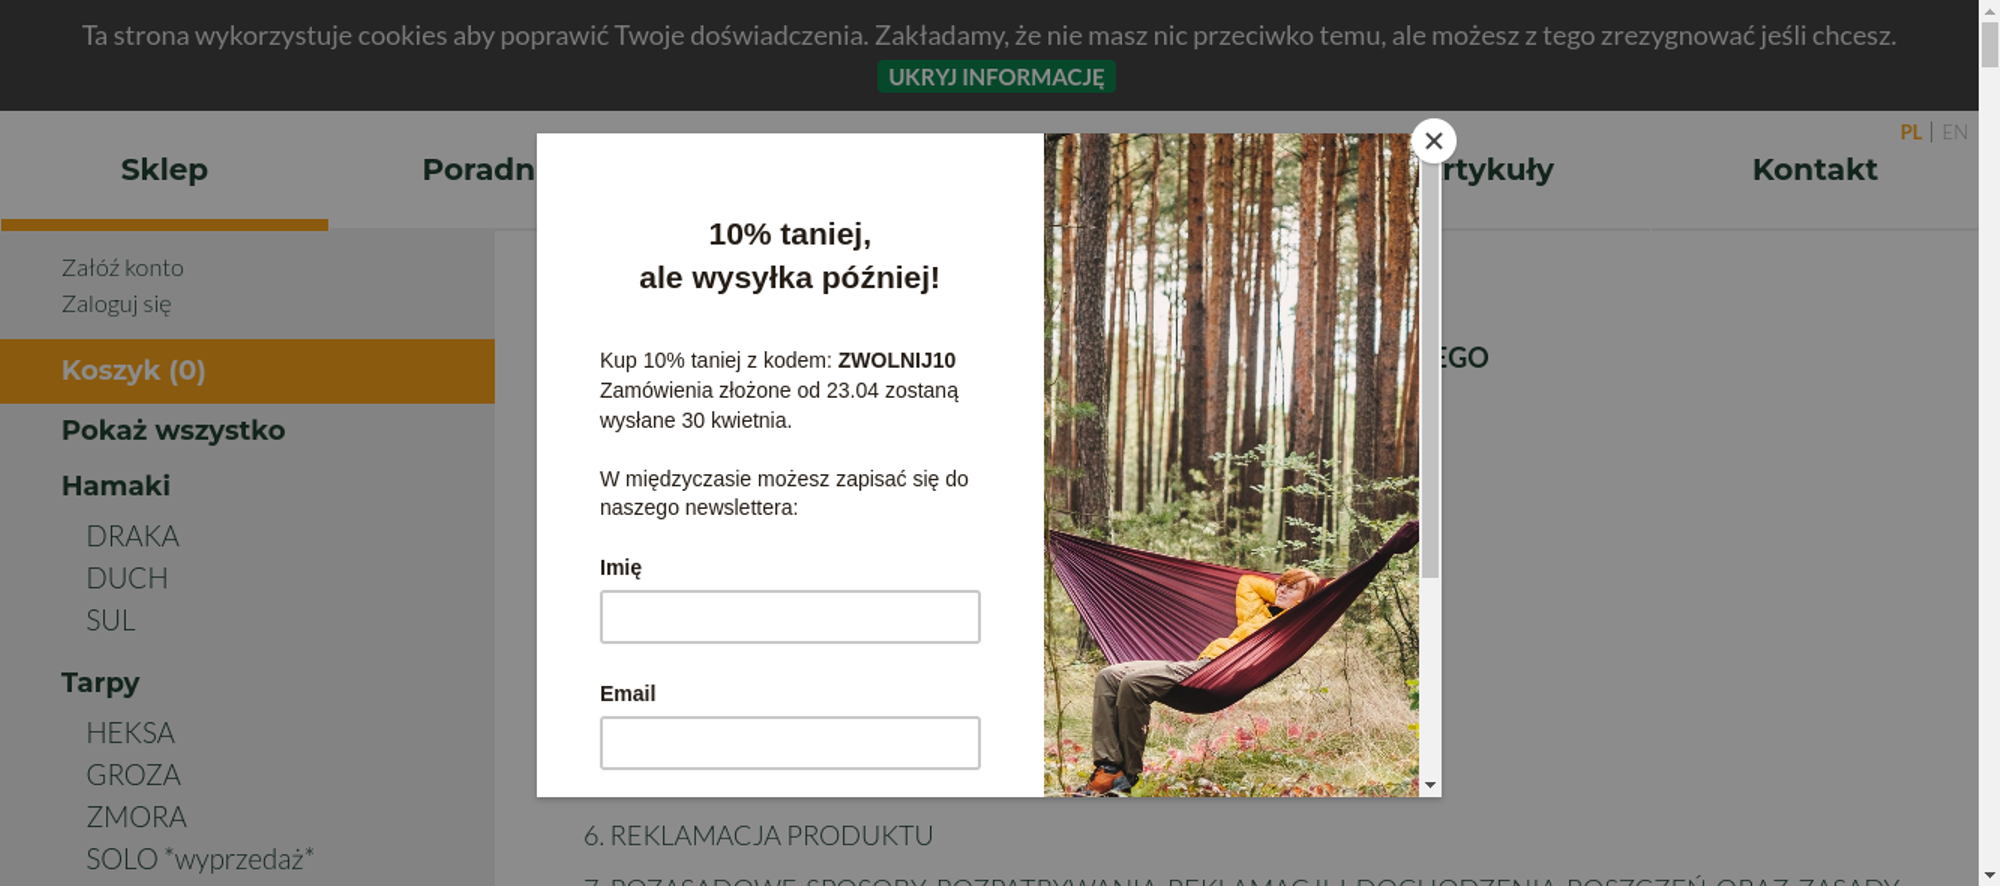 Ta strona wykorzystuje cookies aby poprawić Twoje doświadczenia. Zakładamy, że nie masz nic przeciwko temu, ale możesz z tego zrezygnować jeśli chcesz.
UKRYJ INFORMACJĘ
PL | EN
Sklep
Kontakt
Załóż konto
Zaloguj się
Koszyk (0)
Pokaż wszystko
Hamaki
DRAKA
DUCH
SUL
Tarpy
HEKSA
GROZA
ZMORA
SOLO *wyprzedaż*
10% taniej,
ale wysyłka później!
Kup 10% taniej z kodem: ZWOLNIJ10
Zamówienia złożone od 23.04 zostaną
wysłane 30 kwietnia.
W międzyczasie możesz zapisać się do
naszego newslettera:
Imię
Email
6. REKLAMACJA PRODUKTU